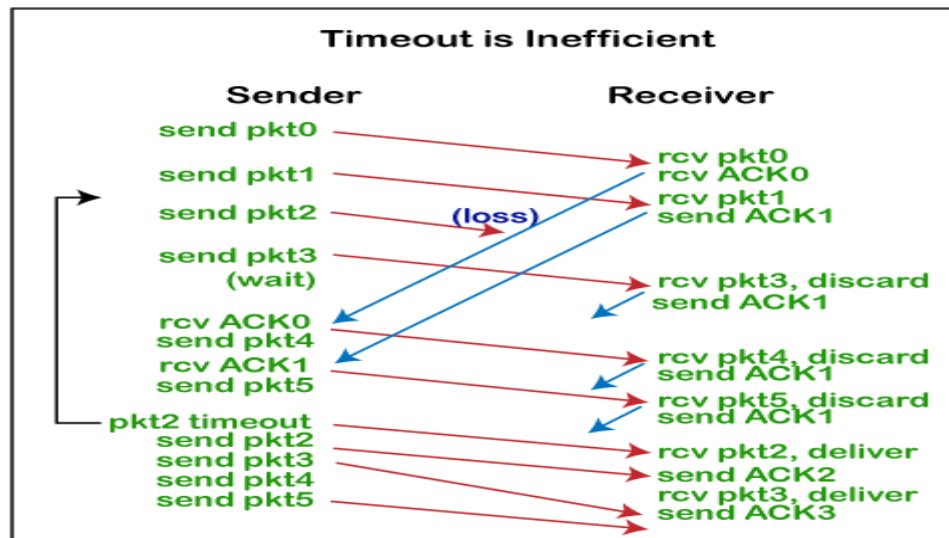 Timeout is Inefficient
Sender
Receiver
send pkt0
rcv pkt0
rcv ACK0
send pkt1
rcv pkt1
send pkt2
(loss)
send ACK1
send pkt3
(wait)
rcv pkt3, discard
send ACK1
rcv ACK0
send pkt4
rcv ACK1
rcv pkt4, discard
send ACK1
send pkt5
rcv pkt5, discard
send ACK1
pkt2 timeout
send pkt2
rcv pkt2, deliver
send pkt3
send ACK2
send pkt4
rcv pkt3, deliver
send pkt5
send ACK3